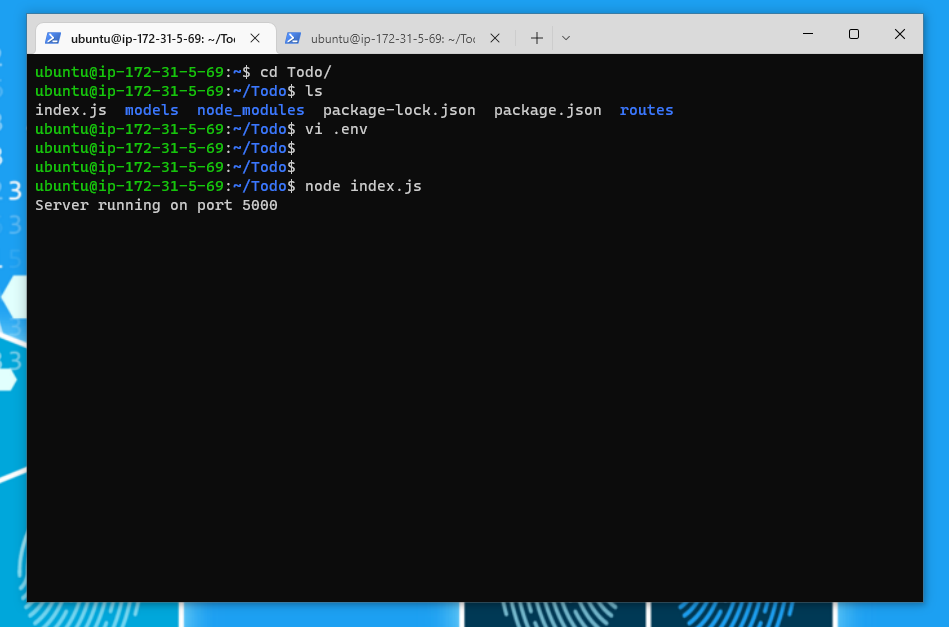 ubuntu@ip-172-31-5-69: ~/Too
ubuntu@ip-172-31-5-69: ~/Too
ubuntu@ip-172-31-5-69:~$ cd Todo/
ubuntu@ip-172-31-5-69:~/Todo$ ls
index.js models node_modules package-lock.json package.json routes
ubuntu@ip-172-31-5-69:~/Todo$ vi .env
ubuntu@ip-172-31-5-69:~/Todo$
ubuntu@ip-172-31-5-69:~/Todo$
ubuntu@ip-172-31-5-69:~/Todo$ node index.js
Server running on port 5000